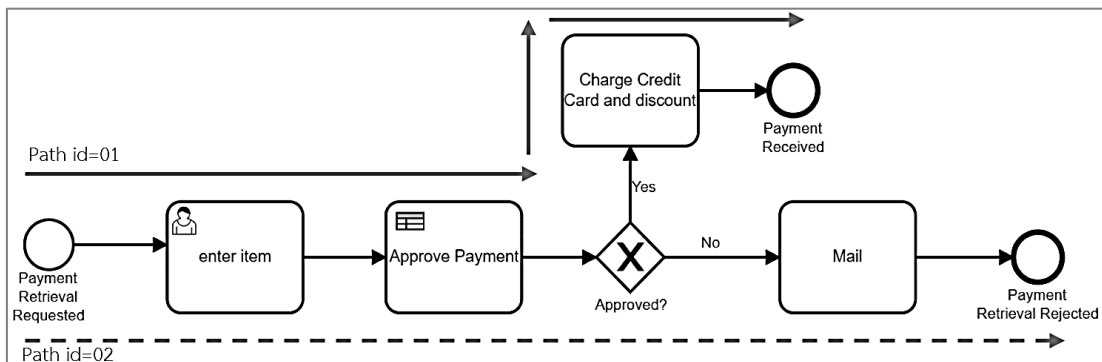 Charge Credit
Card and discount
Payment
Received
Path id=01
Yes
enter item
Approve Payment
No
Mail
Payment
Retrieval
Requested
Approved?
Payment
Retrieval Rejected
Path id=02